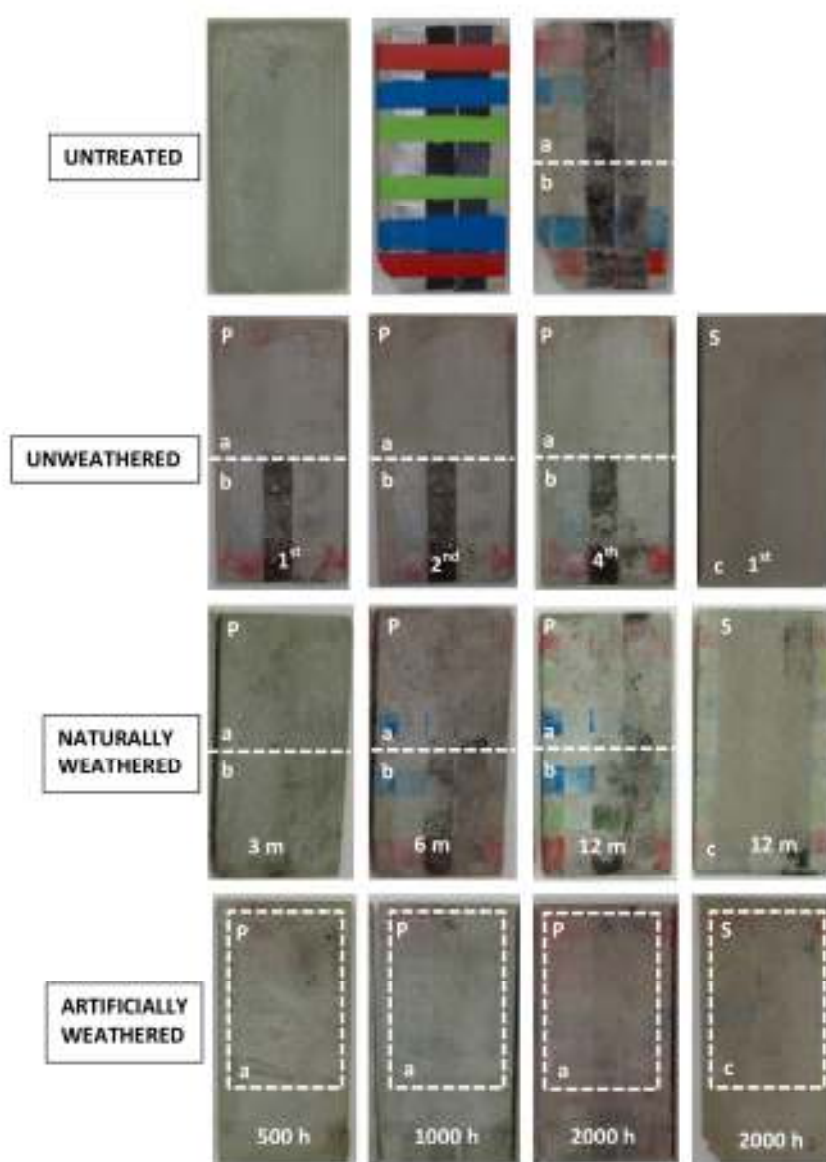 UNTREATED
a
b
UNWEATHERED
P P P S
a a a
b b b
1st 2nd 4th c 1st
NATURALLY
WEATHERED
P P P S
a a a
b b b
3 m 6 m 12 m c 12 m
ARTIFICIALLY
WEATHERED
P P P S
a a a c
500 h 1000 h 2000 h 2000 h